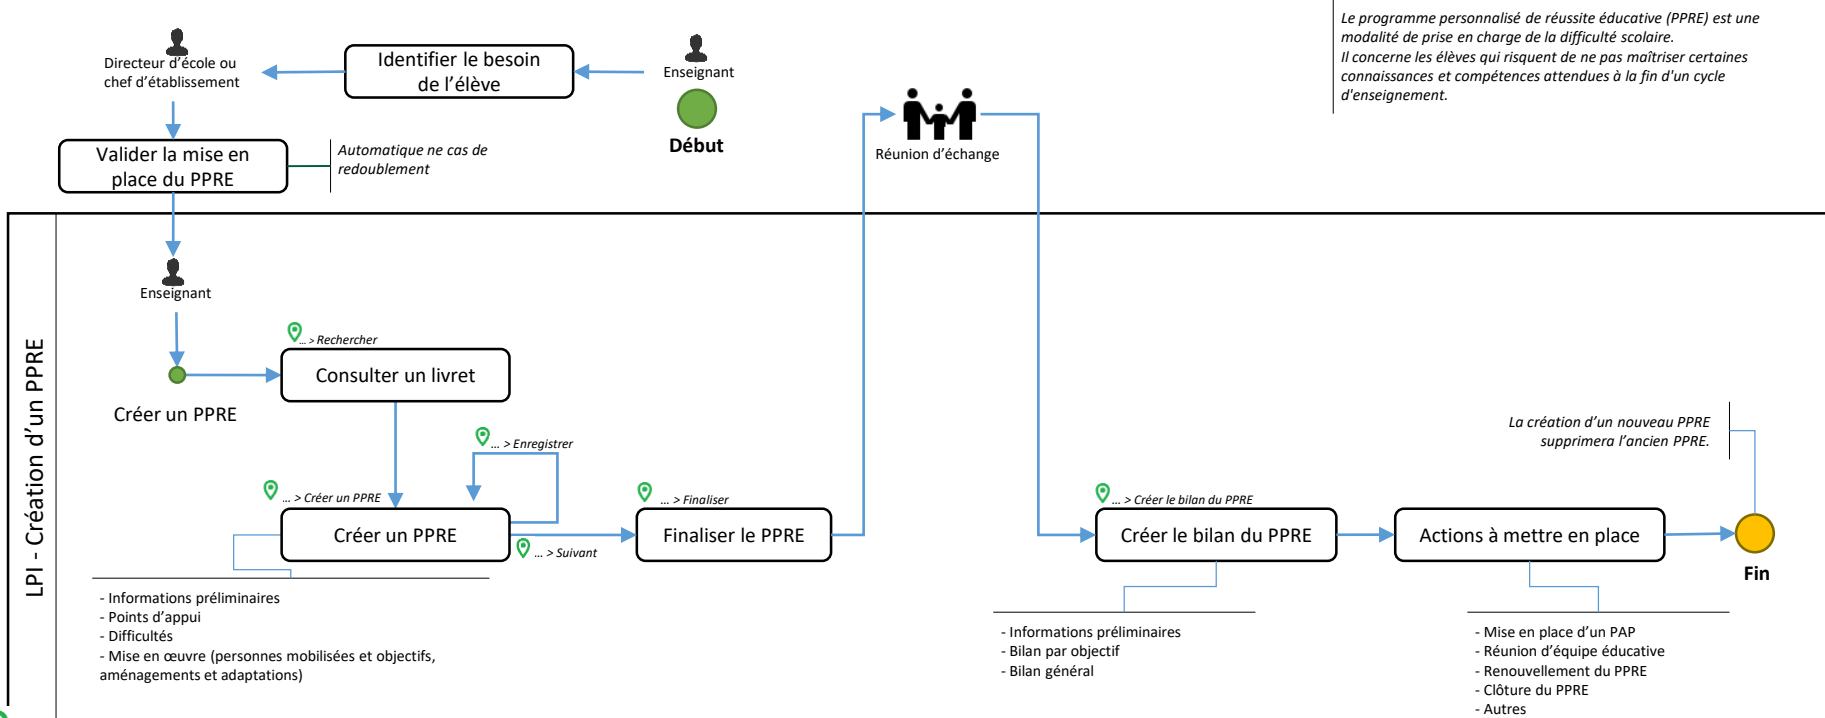 Le programme personnalisé de réussite éducative (PPRE) est une
modalité de prise en charge de la difficulté scolaire.
Il concerne les élèves qui risquent de ne pas maîtriser certaines
connaissances et compétences attendues à la fin d'un cycle
d'enseignement.
Directeur d'école ou
chef d'établissement
Identifier le besoin
de l'élève
Enseignant
Début
Valider la mise en
place du PPRE
Automatique ne cas de
redoublement
Réunion d'échange
LPI - Création d'un PPRE
Enseignant
Créer un PPRE
... > Rechercher
Consulter un livret
... > Enregistrer
... > Créer un PPRE
Créer un PPRE
... > Suivant
... > Finaliser
Finaliser le PPRE
... > Créer le bilan du PPRE
Créer le bilan du PPRE
Actions à mettre en place
La création d'un nouveau PPRE
supprimera l'ancien PPRE.
Fin
- Informations préliminaires
- Points d'appui
- Difficultés
- Mise en œuvre (personnes mobilisées et objectifs,
aménagements et adaptations)
- Informations préliminaires
- Bilan par objectif
- Bilan général
- Mise en place d'un PAP
- Réunion d'équipe éducative
- Renouvellement du PPRE
- Clôture du PPRE
- Autres